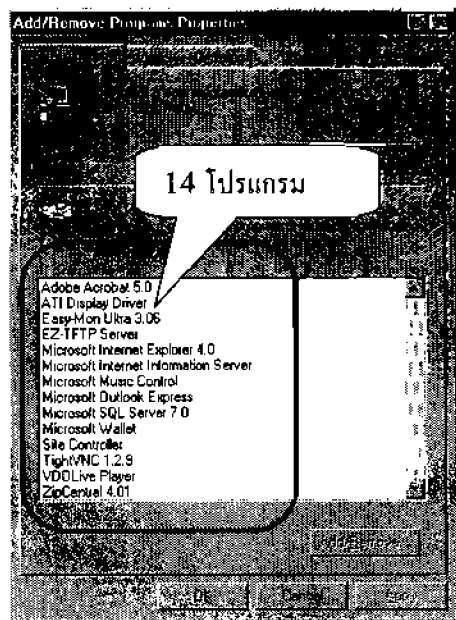 Add/Remove Programs Properties
14 โปรแกรม
Adobe Acrobat 5.0
ATI Display Driver
Easy-Mon Ultra 3.06
EZ-TFTP Server
Microsoft Internet Explorer 4.0
Microsoft Internet Information Server
Microsoft Music Control
Microsoft Outlook Express
Microsoft SQL Server 7.0
Microsoft Wallet
Site Controller
TightVNC 1.2.9
VDOLive Player
ZipCentral 4.01
Add/Remove...
OK
Cancel